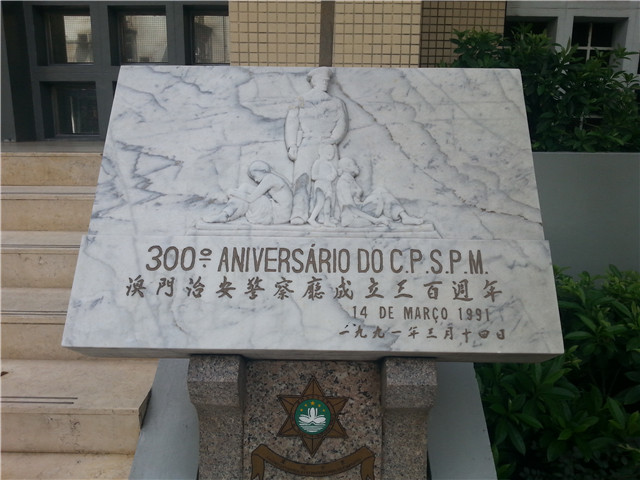 300º ANIVERSÁRIO DO C.P.S.P.M.
澳門治安警察廳成立三百週年
14 DE MARÇO 1991
一九九一年三月十四日